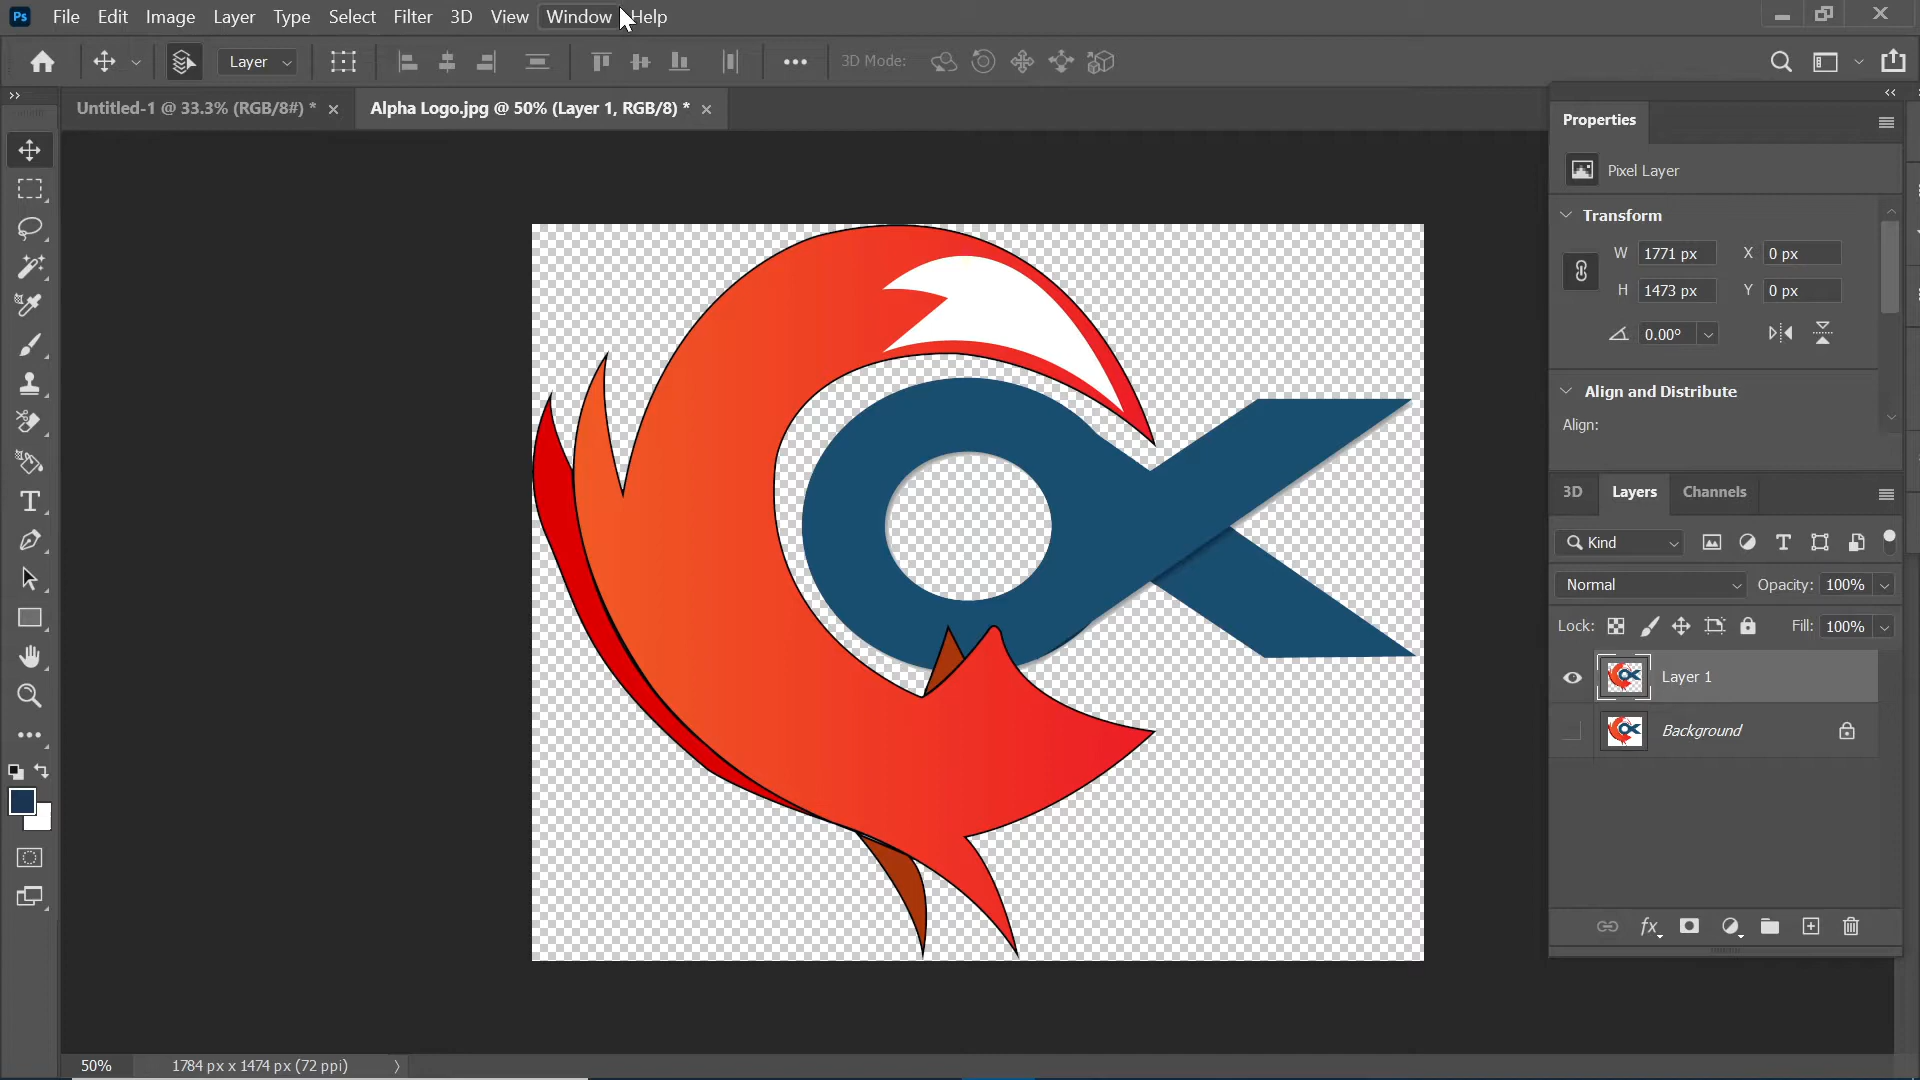 Ps File Edit Image Layer Type Select Filter 3D View Window Help
Layer 3D Mode:
Untitled-1 @ 33.3% (RGB/8#) * Alpha Logo.jpg @ 50% (Layer 1, RGB/8) *
Properties
Pixel Layer
Transform
W 1771 px X 0 px
H 1473 px Y 0 px
0.00º
Align and Distribute
Align:
3D Layers Channels
Kind
Normal Opacity: 100%
Lock: Fill: 100%
Layer 1
Background
fx
50% 1784 px x 1474 px (72 ppi)